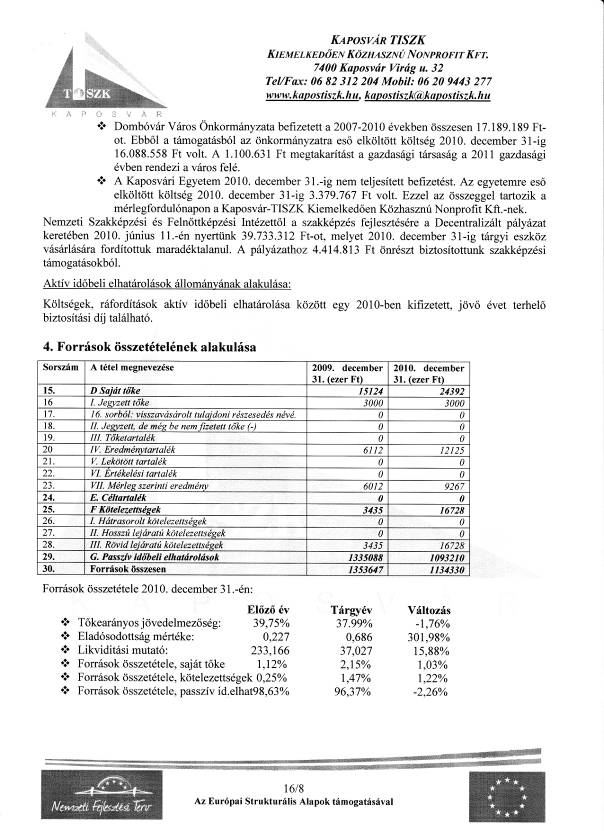 KAPOSVÁR TISZK
KIEMELKEDŐEN KÖZHASZNÚ NONPROFIT KFT.
7400 Kaposvár Virág u. 32
Tel/Fax: 06 82 312 204 Mobil: 06 20 9443 277
www.kapostiszk.hu, kapostiszk@kapostiszk.hu
T SZK
K A P O S V Á R
❖ Dombóvár Város Önkormányzata befizetett a 2007-2010 években összesen 17.189.189 Ft-
ot. Ebből a támogatásból az önkormányzatra eső elköltött költség 2010. december 31-ig
16.088.558 Ft volt. A 1.100.631 Ft megtakarítást a gazdasági társaság a 2011 gazdasági
évben rendezi a város felé.
❖ A Kaposvári Egyetem 2010. december 31.-ig nem teljesített befizetést. Az egyetemre eső
elköltött költség 2010. december 31-ig 3.379.767 Ft volt. Ezzel az összeggel tartozik a
mérlegfordulónapon a Kaposvár-TISZK Kiemelkedően Közhasznú Nonprofit Kft.-nek.
Nemzeti Szakképzési és Felnőttképzési Intézettől a szakképzés fejlesztésére a Decentralizált pályázat
keretében 2010. június 11.-én nyertünk 39.733.312 Ft-ot, melyet 2010. december 31-ig tárgyi eszköz
vásárlására fordítottuk maradéktalanul. A pályázathoz 4.414.813 Ft önrészt biztosítottunk szakképzési
támogatásokból.
Aktív időbeli elhatárolások állományának alakulása:
Költségek, ráfordítások aktív időbeli elhatárolása között egy 2010-ben kifizetett, jövő évet terhelő
biztosítási díj található.
4. Források összetételének alakulása
Sorszám A tétel megnevezése 2009. december 31. (ezer Ft) 2010. december 31. (ezer Ft)
15. D Saját tőke 15124 24392
16 I. Jegyzett tőke 3000 3000
17. 16. sorból: visszavásárolt tulajdoni részesedés névé. 0 0
18. II. Jegyzett, de még be nem fizetett tőke (-) 0 0
19. III. Tőketartalék 0 0
20 IV. Eredménytartalék 6112 12125
21. V. Lekötött tartalék 0 0
22. VI. Értékelési tartalék 0 0
23. VII. Mérleg szerinti eredmény 6012 9267
24. E. Céltartalék 0 0
25. F Kötelezettségek 3435 16728
26. I. Hátrasorolt kötelezettségek 0 0
27. II. Hosszú lejáratú kötelezettségek 0 0
28. III. Rövid lejáratú kötelezettségek 3435 16728
29. G. Passzív időbeli elhatárolások 1335088 1093210
30. Források összesen 1353647 1134330
Források összetétele 2010. december 31.-én:
Előző év Tárgyév Változás
❖ Tőkearányos jövedelmezőség: 39,75% 37.99% -1,76%
❖ Eladósodottság mértéke: 0,227 0,686 301,98%
❖ Likviditási mutató: 233,166 37,027 15,88%
❖ Források összetétele, saját tőke 1,12% 2,15% 1,03%
❖ Források összetétele, kötelezettségek 0,25% 1,47% 1,22%
❖ Források összetétele, passzív id.elhat98,63% 96,37% -2,26%
K A P O S V Á R
16/8
Az Európai Strukturális Alapok támogatásával
Nemzeti Fejlesztési Terv